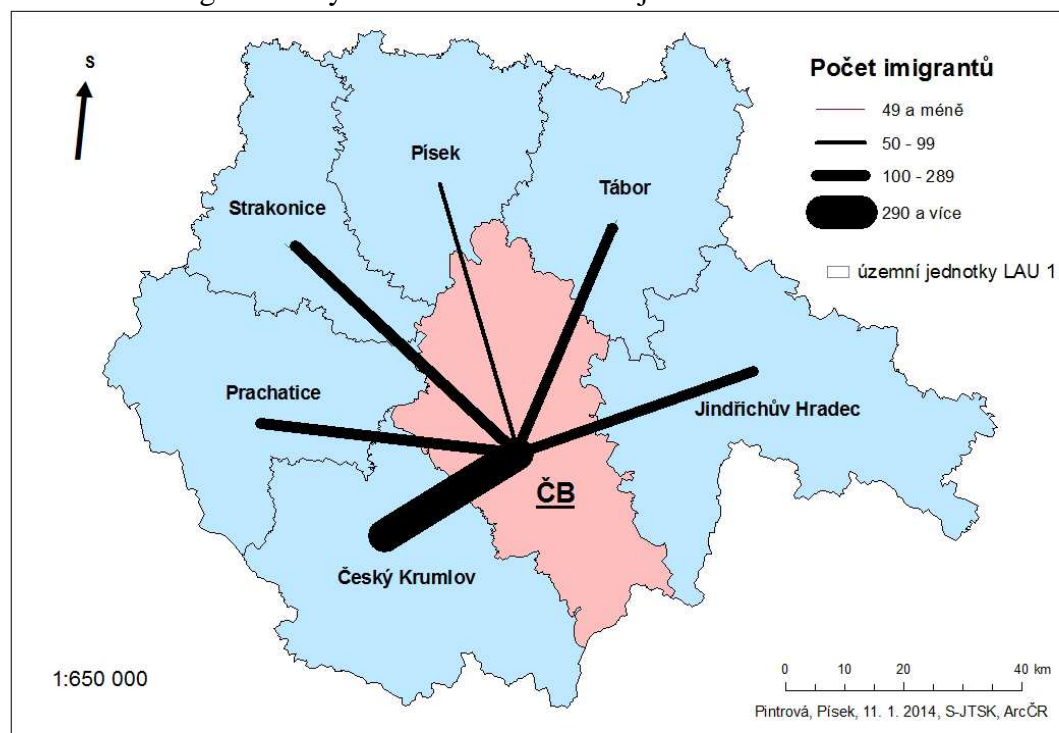 S
Počet imigrantů
49 a méně
50 - 99
100 - 289
290 a více
územní jednotky LAU 1
Písek
Tábor
Strakonice
Prachatice
Jindřichův Hradec
ČB
Český Krumlov
1:650 000
0 10 20 40 km
Pintrová, Písek, 11. 1. 2014, S-JTSK, ArcČR